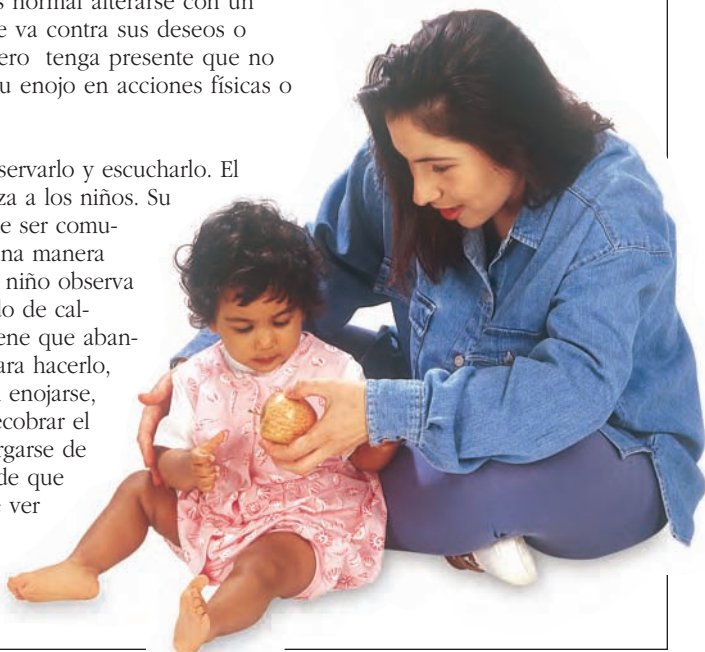 normal alterarse con un
va contra sus deseos o
ero tenga presente que no
u enojo en acciones físicas o
servarlo y escucharlo. El
za a los niños. Su
e ser comu-
na manera
niño observa
do de cal-
ene que aban-
ara hacerlo,
enojarse,
ecobrar el
rgarse de
de que
ver